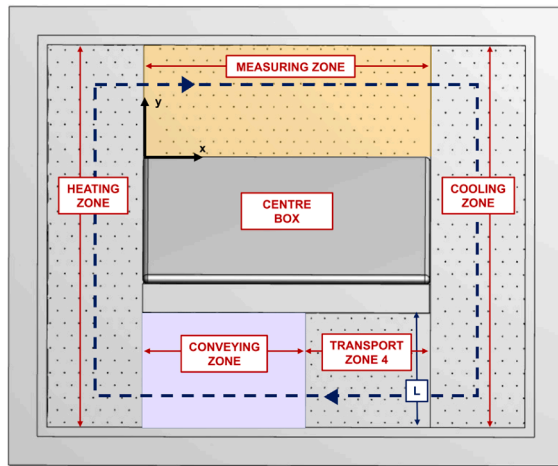 MEASURING ZONE
y
x
HEATING
ZONE
CENTRE
BOX
COOLING
ZONE
CONVEYING
ZONE
TRANSPORT
ZONE 4
L